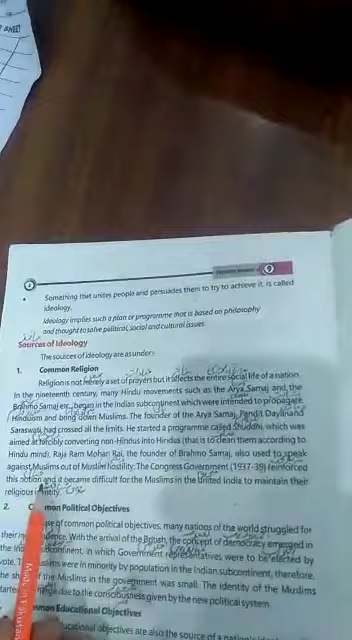 Something that unites people and persuades them to try to achieve it is called
ideology.
Ideology implies such a plan or programme that is based on philosophy
and thought to solve political, social and cultural issues.
Sources of Ideology
The sources of ideology are as under:
1. Common Religion
Religion is not merely a set of prayers but it affects the entire social life of a nation.
In the nineteenth century, many Hindu movements such as the Arya Samaj and the
Brahmo Samaj etc., began in the Indian subcontinent which were intended to propagate
Hinduism and bring down Muslims. The founder of the Arya Samaj, Pandit Dayanand
Saraswati had crossed all the limits. He started a programme called Shuddhi, which was
aimed at forcibly converting non-Hindus into Hindus (that is to clean them according to
Hindu mind). Raja Ram Mohan Rai, the founder of Brahmo Samaj, also used to speak
against Muslims out of Muslim hostility. The Congress Government (1937-39) reinforced
this notion and it became difficult for the Muslims in the United India to maintain their
religious entity.
2. Common Political Objectives
of common political objectives, many nations of the world struggled for
their With the arrival of the British, the concept of democracy emerged in
the subcontinent, in which Government representatives were to be elected by
vote. were in minority by population in the Indian subcontinent, therefore,
the of the Muslims in the government was small. The identity of the Muslims
due to the consciousness given by the new political system.
Common Educational Objectives
educational objectives are also the source of a